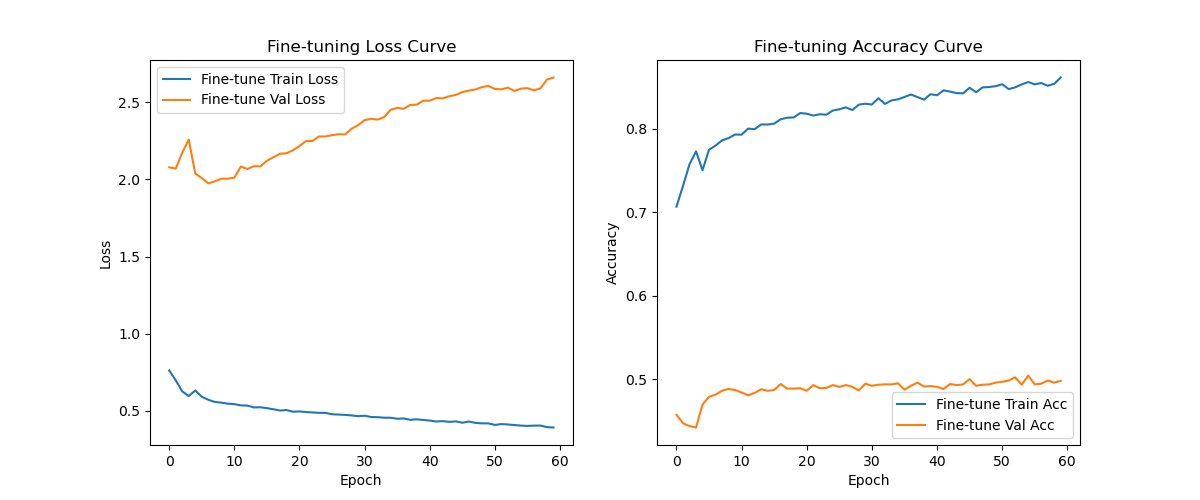 Fine-tuning Loss Curve
Fine-tune Train Loss
Fine-tune Val Loss
2.5
2.0
1.5
1.0
0.5
Loss
0 10 20 30 40 50 60
Epoch
Fine-tuning Accuracy Curve
0.8
0.7
0.6
0.5
Accuracy
Fine-tune Train Acc
Fine-tune Val Acc
0 10 20 30 40 50 60
Epoch